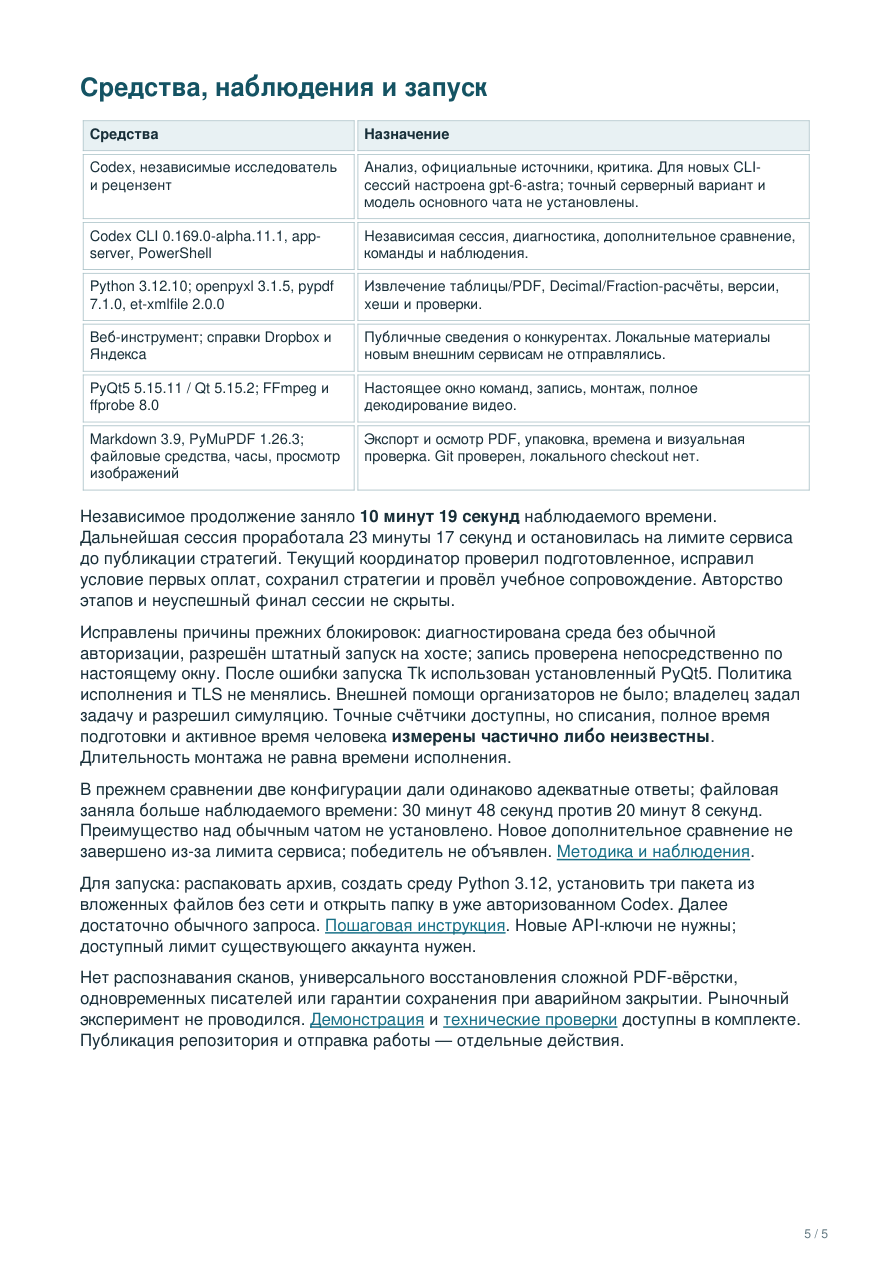 Средства, наблюдения и запуск
Средства
Назначение
Codex, независимые исследователь
и рецензент
Анализ, официальные источники, критика. Для новых CLI-
сессий настроена gpt-6-astra; точный серверный вариант и
модель основного чата не установлены.
Codex CLI 0.169.0-alpha.11.1, app-
server, PowerShell
Независимая сессия, диагностика, дополнительное сравнение,
команды и наблюдения.
Python 3.12.10; openpyxl 3.1.5, pypdf
7.1.0, et-xmlfile 2.0.0
Извлечение таблицы/PDF, Decimal/Fraction-расчёты, версии,
хеши и проверки.
Веб-инструмент; справки Dropbox и
Яндекса
Публичные сведения о конкурентах. Локальные материалы
новым внешним сервисам не отправлялись.
PyQt5 5.15.11 / Qt 5.15.2; FFmpeg и
ffprobe 8.0
Настоящее окно команд, запись, монтаж, полное
декодирование видео.
Markdown 3.9, PyMuPDF 1.26.3;
файловые средства, часы, просмотр
изображений
Экспорт и осмотр PDF, упаковка, времена и визуальная
проверка. Git проверен, локального checkout нет.
Независимое продолжение заняло 10 минут 19 секунд наблюдаемого времени.
Дальнейшая сессия проработала 23 минуты 17 секунд и остановилась на лимите сервиса
до публикации стратегий. Текущий координатор проверил подготовленное, исправил
условие первых оплат, сохранил стратегии и провёл учебное сопровождение. Авторство
этапов и неуспешный финал сессии не скрыты.
Исправлены причины прежних блокировок: диагностирована среда без обычной
авторизации, разрешён штатный запуск на хосте; запись проверена непосредственно по
настоящему окну. После ошибки запуска Tk использован установленный PyQt5. Политика
исполнения и TLS не менялись. Внешней помощи организаторов не было; владелец задал
задачу и разрешил симуляцию. Точные счётчики доступны, но списания, полное время
подготовки и активное время человека измерены частично либо неизвестны.
Длительность монтажа не равна времени исполнения.
В прежнем сравнении две конфигурации дали одинаково адекватные ответы; файловая
заняла больше наблюдаемого времени: 30 минут 48 секунд против 20 минут 8 секунд.
Преимущество над обычным чатом не установлено. Новое дополнительное сравнение не
завершено из-за лимита сервиса; победитель не объявлен. Методика и наблюдения.
Для запуска: распаковать архив, создать среду Python 3.12, установить три пакета из
вложенных файлов без сети и открыть папку в уже авторизованном Codex. Далее
достаточно обычного запроса. Пошаговая инструкция. Новые API-ключи не нужны;
доступный лимит существующего аккаунта нужен.
Нет распознавания сканов, универсального восстановления сложной PDF-вёрстки,
одновременных писателей или гарантии сохранения при аварийном закрытии. Рыночный
эксперимент не проводился. Демонстрация и технические проверки доступны в комплекте.
Публикация репозитория и отправка работы — отдельные действия.
5 / 5